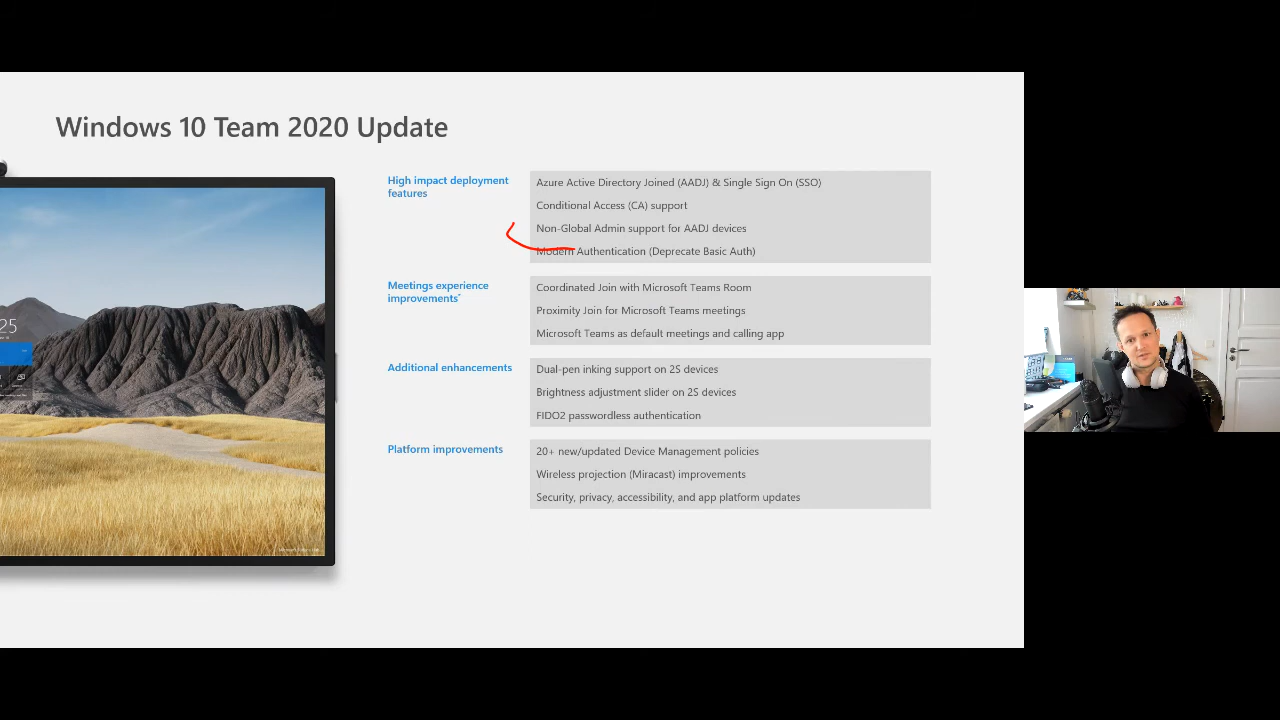 Windows 10 Team 2020 Update
High impact deployment
features
Azure Active Directory Joined (AADJ) & Single Sign On (SSO)
Conditional Access (CA) support
Non-Global Admin support for AADJ devices
Modern Authentication (Deprecate Basic Auth)
Meetings experience
improvements*
Coordinated Join with Microsoft Teams Room
Proximity Join for Microsoft Teams meetings
Microsoft Teams as default meetings and calling app
Additional enhancements
Dual-pen inking support on 2S devices
Brightness adjustment slider on 2S devices
FIDO2 passwordless authentication
Platform improvements
20+ new/updated Device Management policies
Wireless projection (Miracast) improvements
Security, privacy, accessibility, and app platform updates
25